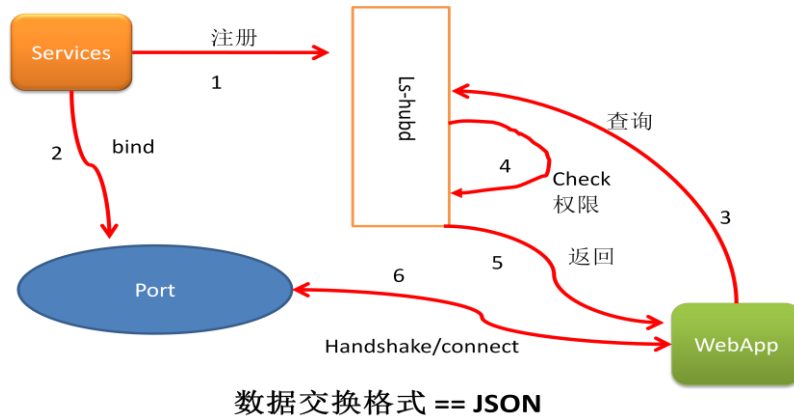 Services
注册
1
Ls-hubd
2
bind
查询
4
Check
权限
3
5
返回
6
Port
Handshake/connect
WebApp
数据交换格式 == JSON